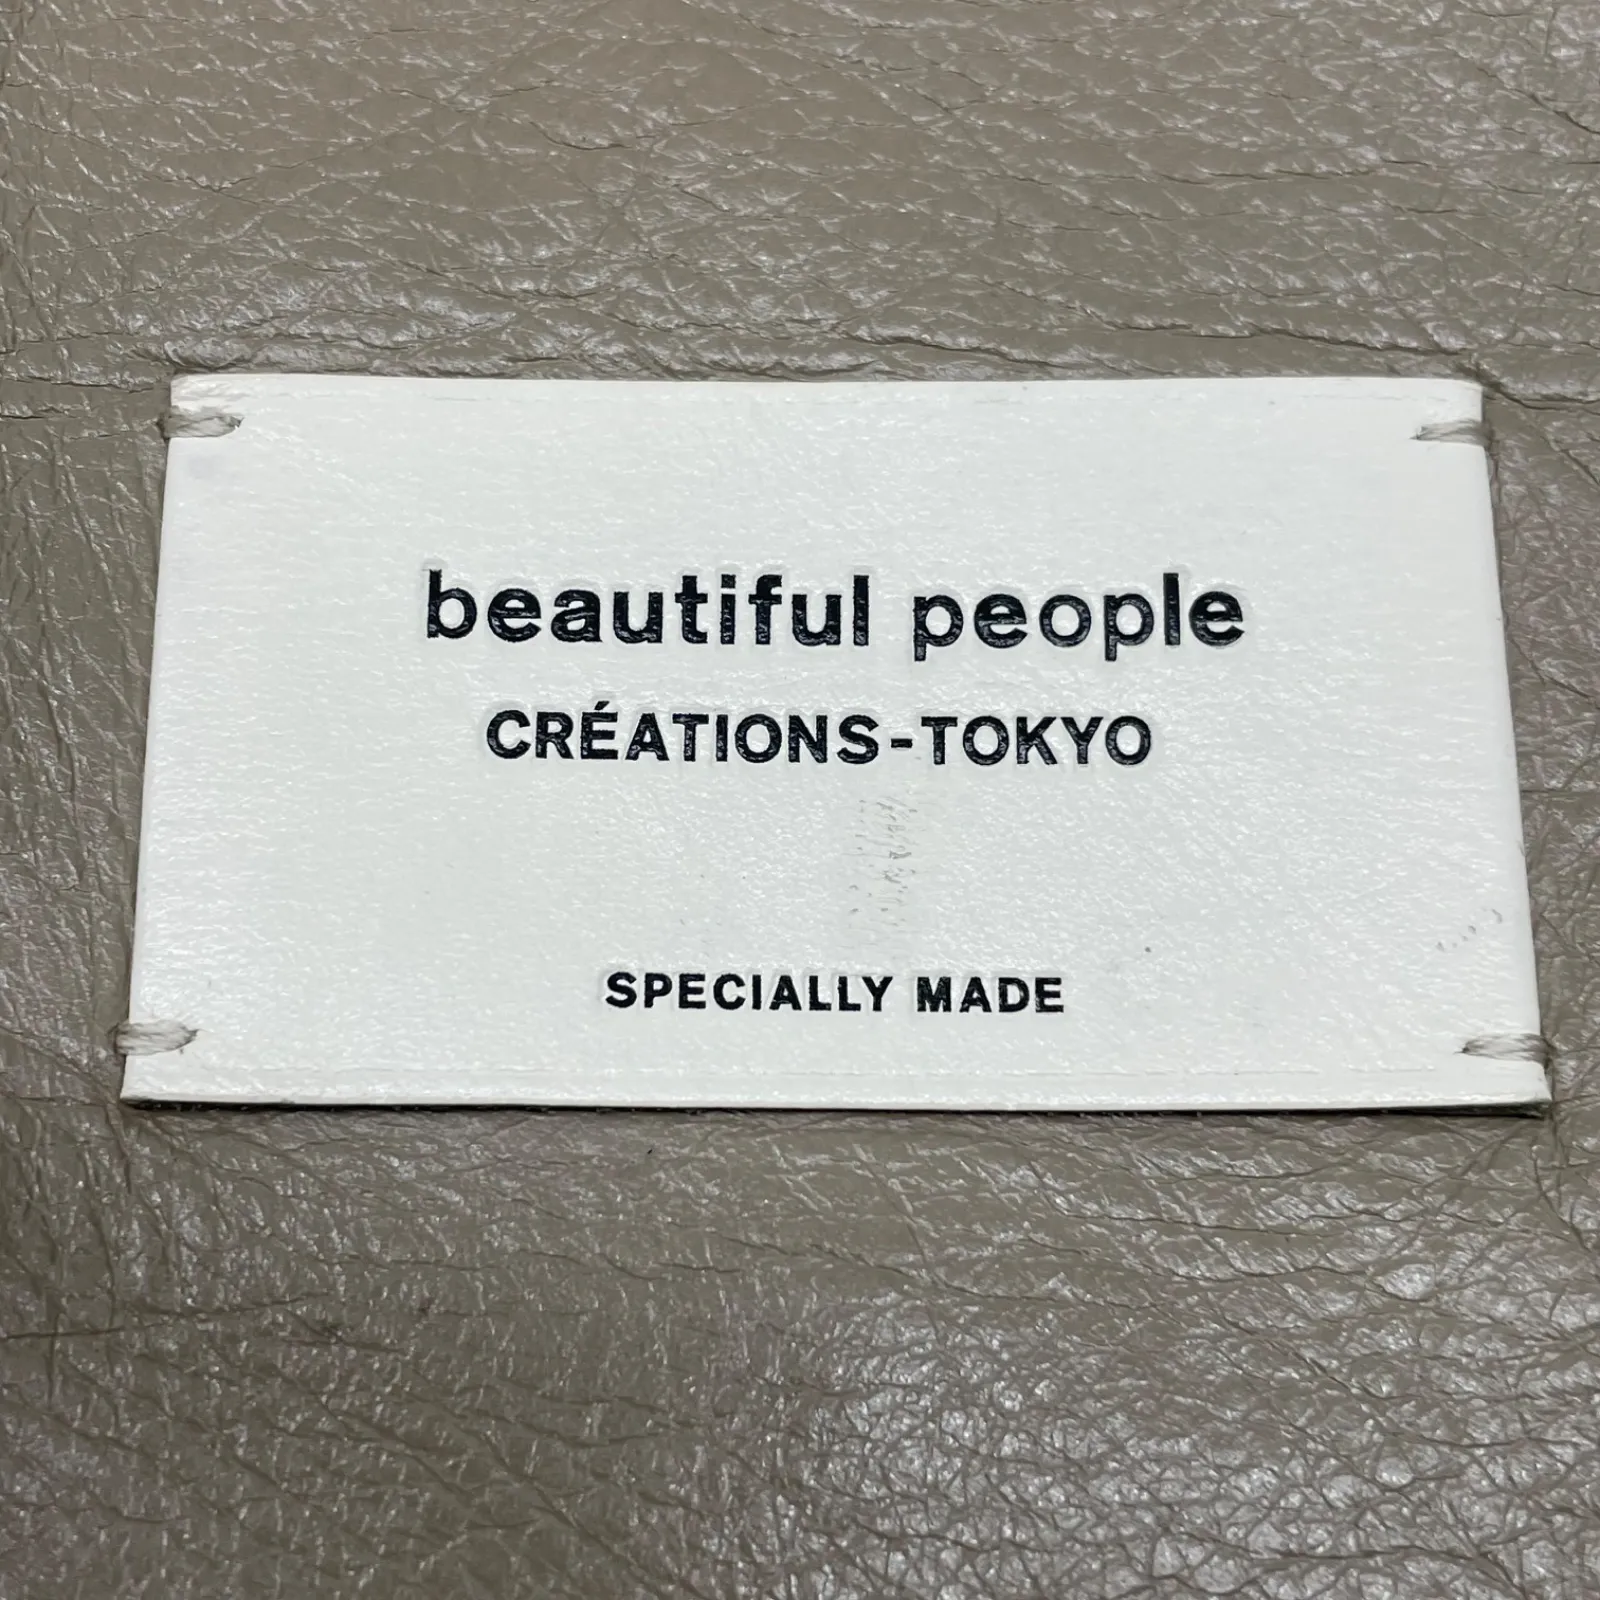 beautiful people
CRÉATIONS-TOKYO
SPECIALLY MADE